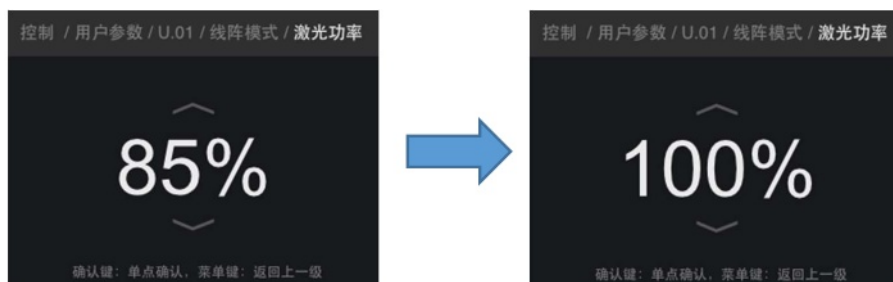 控制 / 用户参数 / U.01 / 线阵模式 / 激光功率
85%
确认键：单点确认，菜单键：返回上一级
控制 / 用户参数 / U.01 / 线阵模式 / 激光功率
100%
确认键：单点确认，菜单键：返回上一级